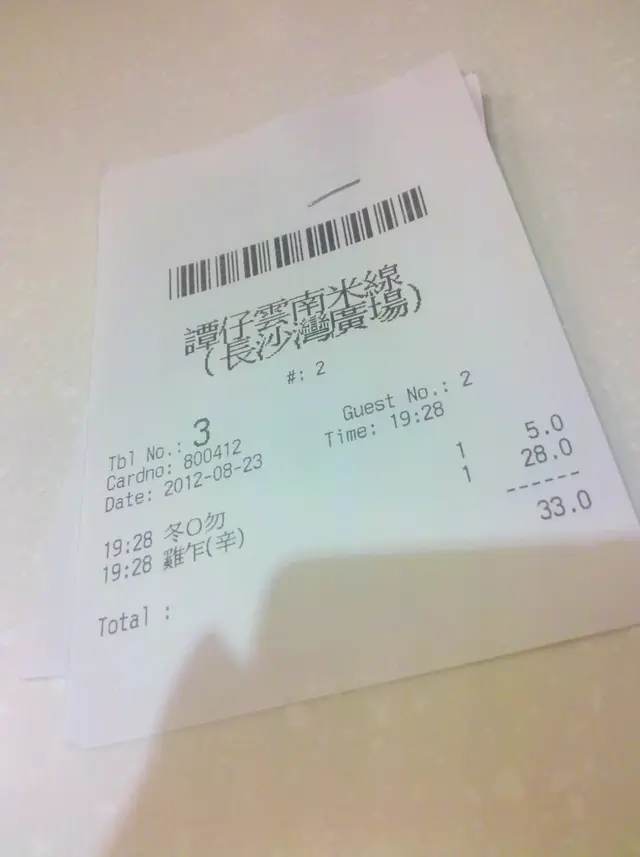 譚仔雲南米線
(長沙灣廣場)
#: 2
Tbl No.: 3 Guest No.: 2
Cardno: 800412 Time: 19:28
Date: 2012-08-23
19:28 冬〇勿 1 5.0
19:28 雞乍(辛) 1 28.0
------
Total : 33.0